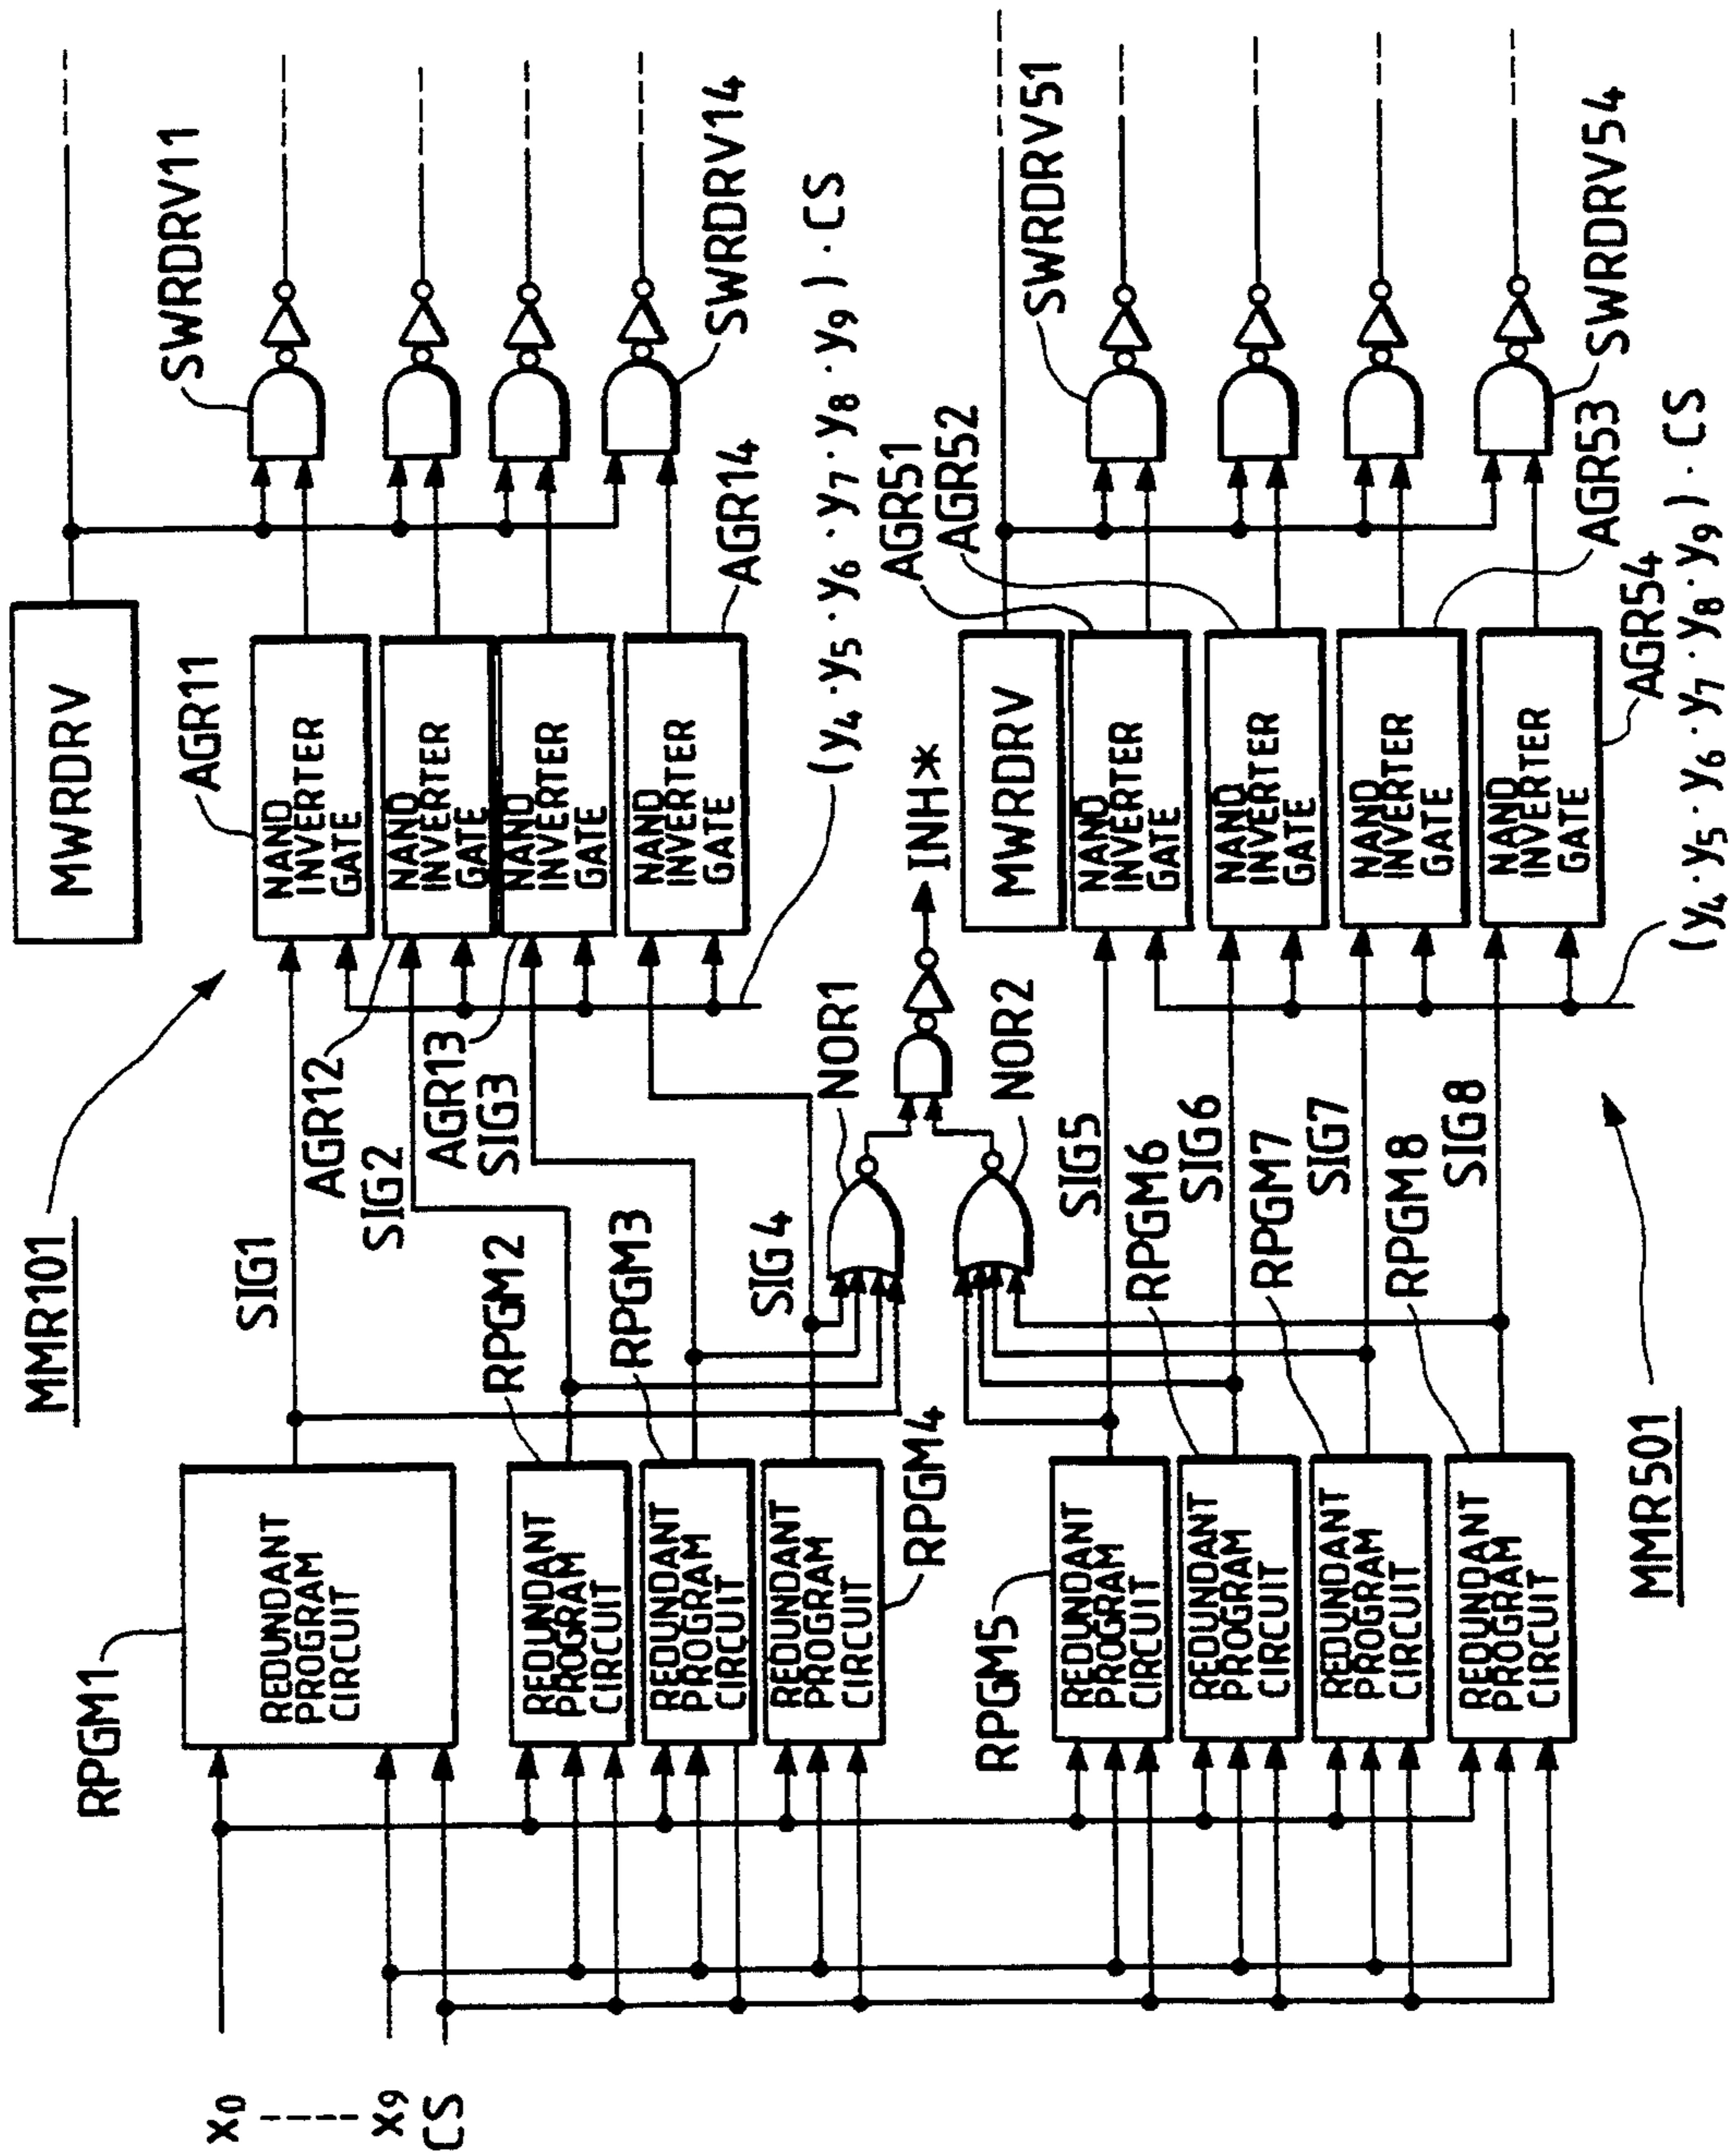 MMR101
MWRDRV
RPGM1
REDUNDANT
PROGRAM
CIRCUIT
SIG1
AGR11
NAND
INVERTER
GATE
SWRDRV11
AGR12
SIG2
RPGM2
REDUNDANT
PROGRAM
CIRCUIT
NAND
INVERTER
GATE
AGR13
SIG3
RPGM3
REDUNDANT
PROGRAM
CIRCUIT
NAND
INVERTER
GATE
SIG4
RPGM4
REDUNDANT
PROGRAM
CIRCUIT
NAND
INVERTER
GATE
AGR14
SWRDRV14
(y4·y5·y6·y7·y8·y9)·CS
X0 ----- X9
CS
NOR1
INH*
NOR2
MWRDRV
RPGM5
REDUNDANT
PROGRAM
CIRCUIT
SIG5
AGR51
NAND
INVERTER
GATE
SWRDRV51
RPGM6
REDUNDANT
PROGRAM
CIRCUIT
SIG6
AGR52
NAND
INVERTER
GATE
RPGM7
REDUNDANT
PROGRAM
CIRCUIT
SIG7
NAND
INVERTER
GATE
AGR53
RPGM8
REDUNDANT
PROGRAM
CIRCUIT
SIG8
NAND
INVERTER
GATE
AGR54
SWRDRV54
(y4·y5·y6·y7·y8·y9)·CS
MMR501